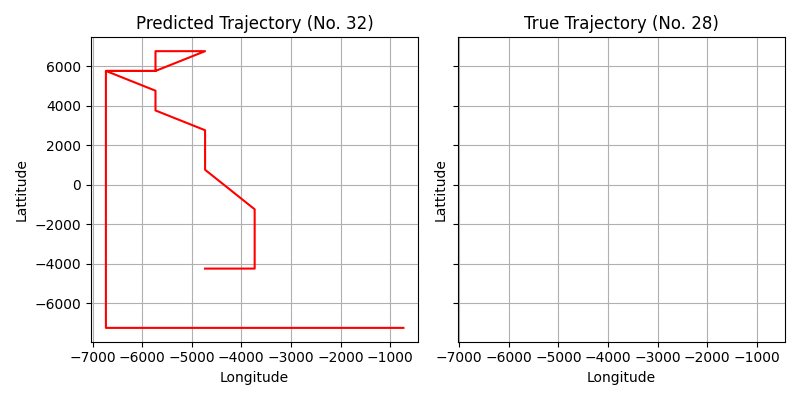 Predicted Trajectory (No. 32)
True Trajectory (No. 28)
6000
4000
2000
0
−2000
−4000
−6000
Lattitude
Lattitude
−7000 −6000 −5000 −4000 −3000 −2000 −1000
−7000 −6000 −5000 −4000 −3000 −2000 −1000
Longitude
Longitude